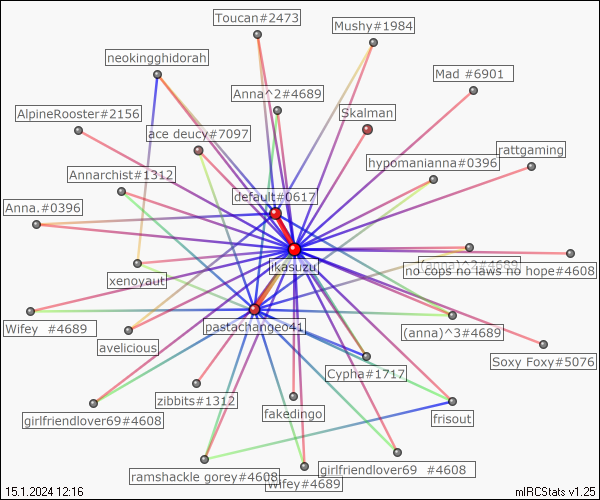 Toucan#2473
Mushy#1984
neokingghidorah
Mad #6901
Anna^2#4689
AlpineRooster#2156
Skalman
ace deucy#7097
rattgaming
hypomanianna#0396
Annarchist#1312
default#0617
Anna.#0396
ikasuzu
(anna)^2#4689
no cops no laws no hope#4608
xenoyaut
Wifey #4689
pastachangeo41
(anna)^3#4689
avelicious
Soxy Foxy#5076
Cypha#1717
zibbits#1312
girlfriendlover69#4608
fakedingo
frisout
ramshackle gorey#4608
girlfriendlover69 #4608
Wifey#4689
15.1.2024 12:16
mIRCStats v1.25